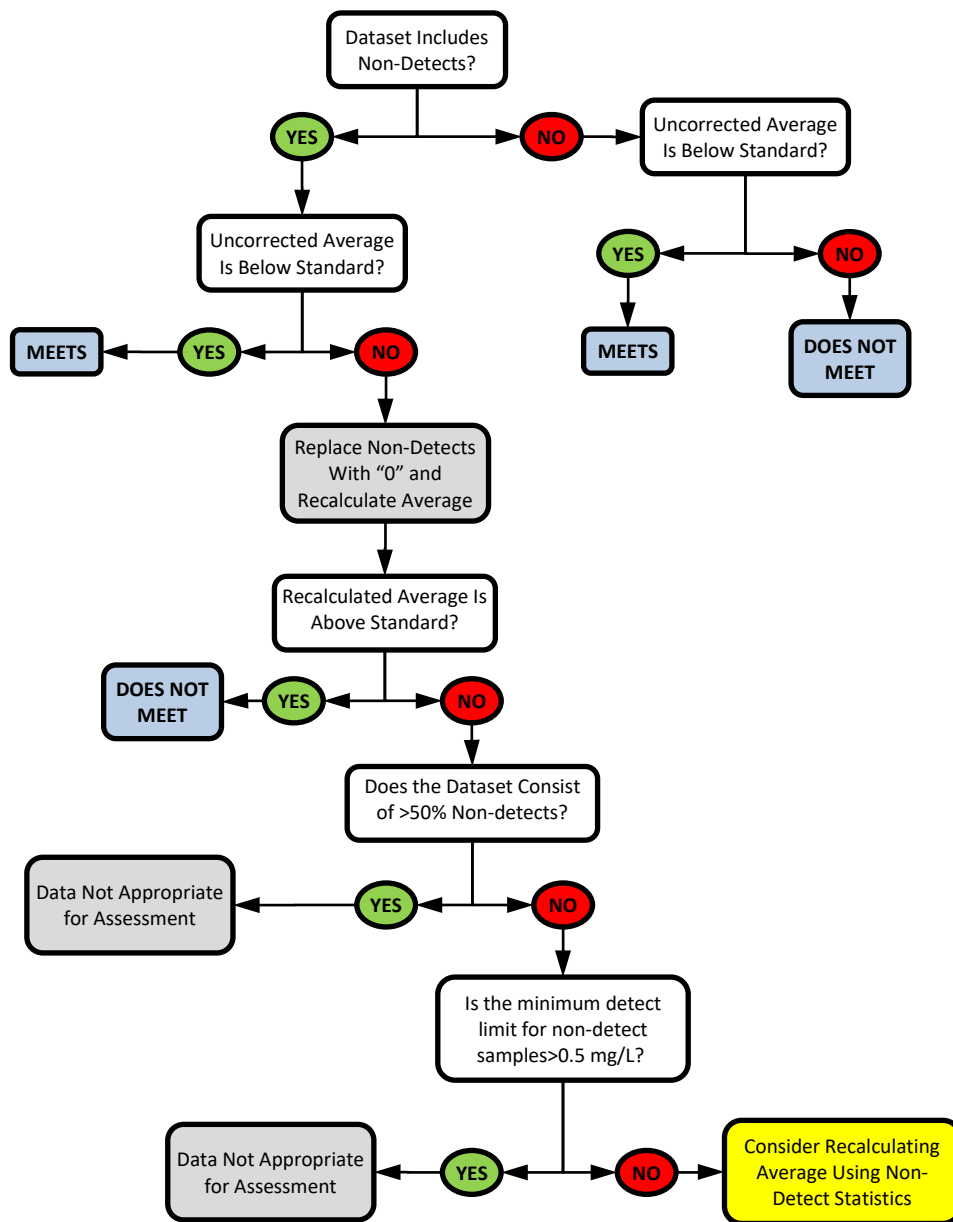 Dataset Includes
Non-Detects?
YES
NO
Uncorrected Average
Is Below Standard?
Uncorrected Average
Is Below Standard?
YES
NO
MEETS
YES
NO
MEETS
DOES NOT
MEET
Replace Non-Detects
With “0” and
Recalculate Average
Recalculated Average Is
Above Standard?
DOES NOT
MEET
YES
NO
Does the Dataset Consist
of >50% Non-detects?
Data Not Appropriate
for Assessment
YES
NO
Is the minimum detect
limit for non-detect
samples>0.5 mg/L?
Data Not Appropriate
for Assessment
YES
NO
Consider Recalculating
Average Using Non-
Detect Statistics